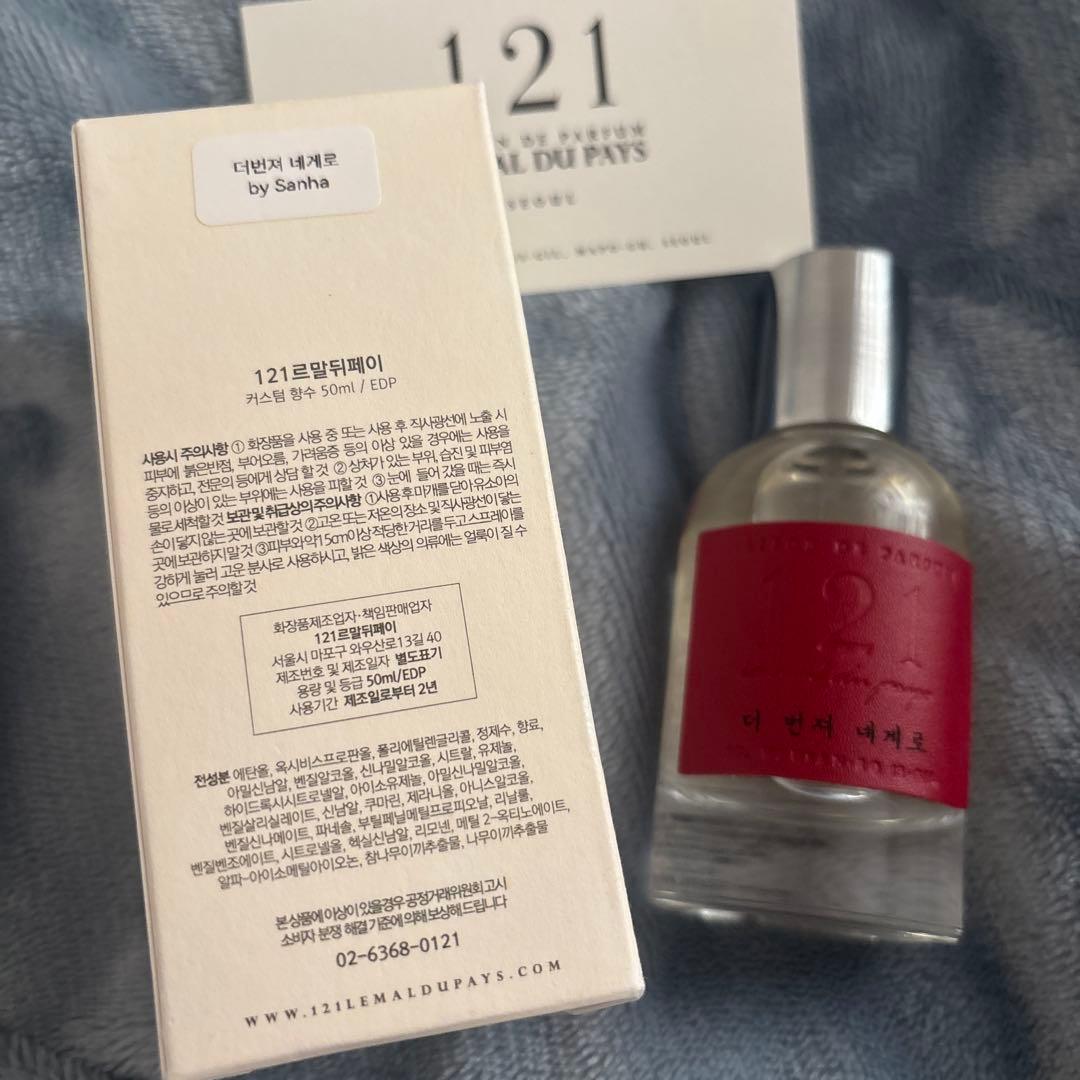 121
DE PARFUM
AL DU PAYS
SEOUL
SEOUL
더번져 네게로
by Sanha
121르말뒤페이
커스텀 향수 50ml / EDP
사용시 주의사항 ① 화장품을 사용 중 또는 사용 후 직사광선에 노출 시
피부에 붉은반점, 부어오름, 가려움증 등의 이상 있을 경우에는 사용을
중지하고, 전문의 등에게 상담 할 것 ② 상처가 있는 부위, 습진 및 피부염
등의 이상이 있는 부위에는 사용을 피할 것 ③ 눈에 들어 갔을 때는 즉시
물로 세척할 것 보관 및 취급상의 주의사항 ①사용 후 마개를 닫아 유소아의
손이 닿지 않는 곳에 보관할 것 ②고온 또는 저온의 장소 및 직사광선이 닿는
곳에 보관하지 말 것 ③피부와 약15cm이상 적당한 거리를 두고 스프레이를
강하게 눌러 고운 분사로 사용하시고, 밝은 색상의 의류에는 얼룩이 질 수
있으므로 주의할 것
화장품제조업자·책임판매업자
121르말뒤페이
서울시 마포구 와우산로13길 40
제조번호 및 제조일자 별도표기
용량 및 등급 50ml/EDP
사용기간 제조일로부터 2년
전성분 에탄올, 옥시비스프로판올, 폴리에틸렌글리콜, 정제수, 향료,
아밀신남알, 벤질알코올, 신나밀알코올, 시트랄, 유제놀,
하이드록시시트로넬알, 아이소유제놀, 아밀신나밀알코올,
벤질살리실레이트, 신남알, 쿠마린, 제라니올, 아니스알코올,
벤질신나메이트, 파네솔, 부틸페닐메틸프로피오날, 리날룰,
벤질벤조에이트, 시트로넬올, 헥실신남알, 리모넨, 메틸 2-옥티노에이트,
알파-아이소메틸아이오논, 참나무이끼추출물, 나무이끼추출물
본 상품에 이상이 있을경우 공정거래위원회 고시
소비자 분쟁 해결 기준에 의해 보상해 드립니다
02-6368-0121
WWW.121LEMALDUPAYS.COM
121
더 번져 네게로